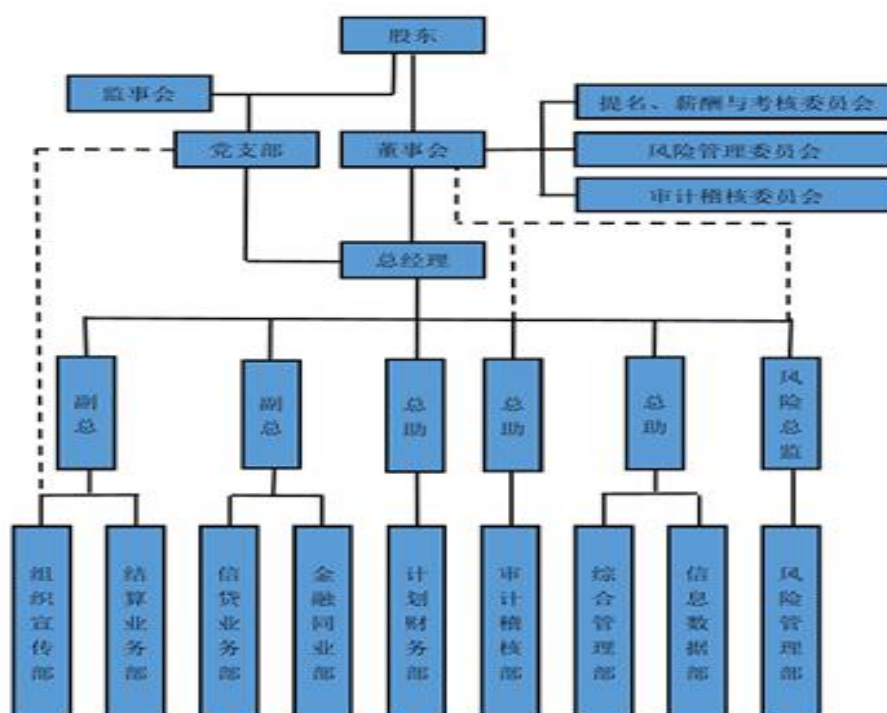 股东
监事会
提名、薪酬与考核委员会
党支部
董事会
风险管理委员会
审计稽核委员会
总经理
副总
副总
总助
总助
总助
风险总监
组织宣传部
结算业务部
信贷业务部
金融同业部
计划财务部
审计稽核部
综合管理部
信息数据部
风险管理部